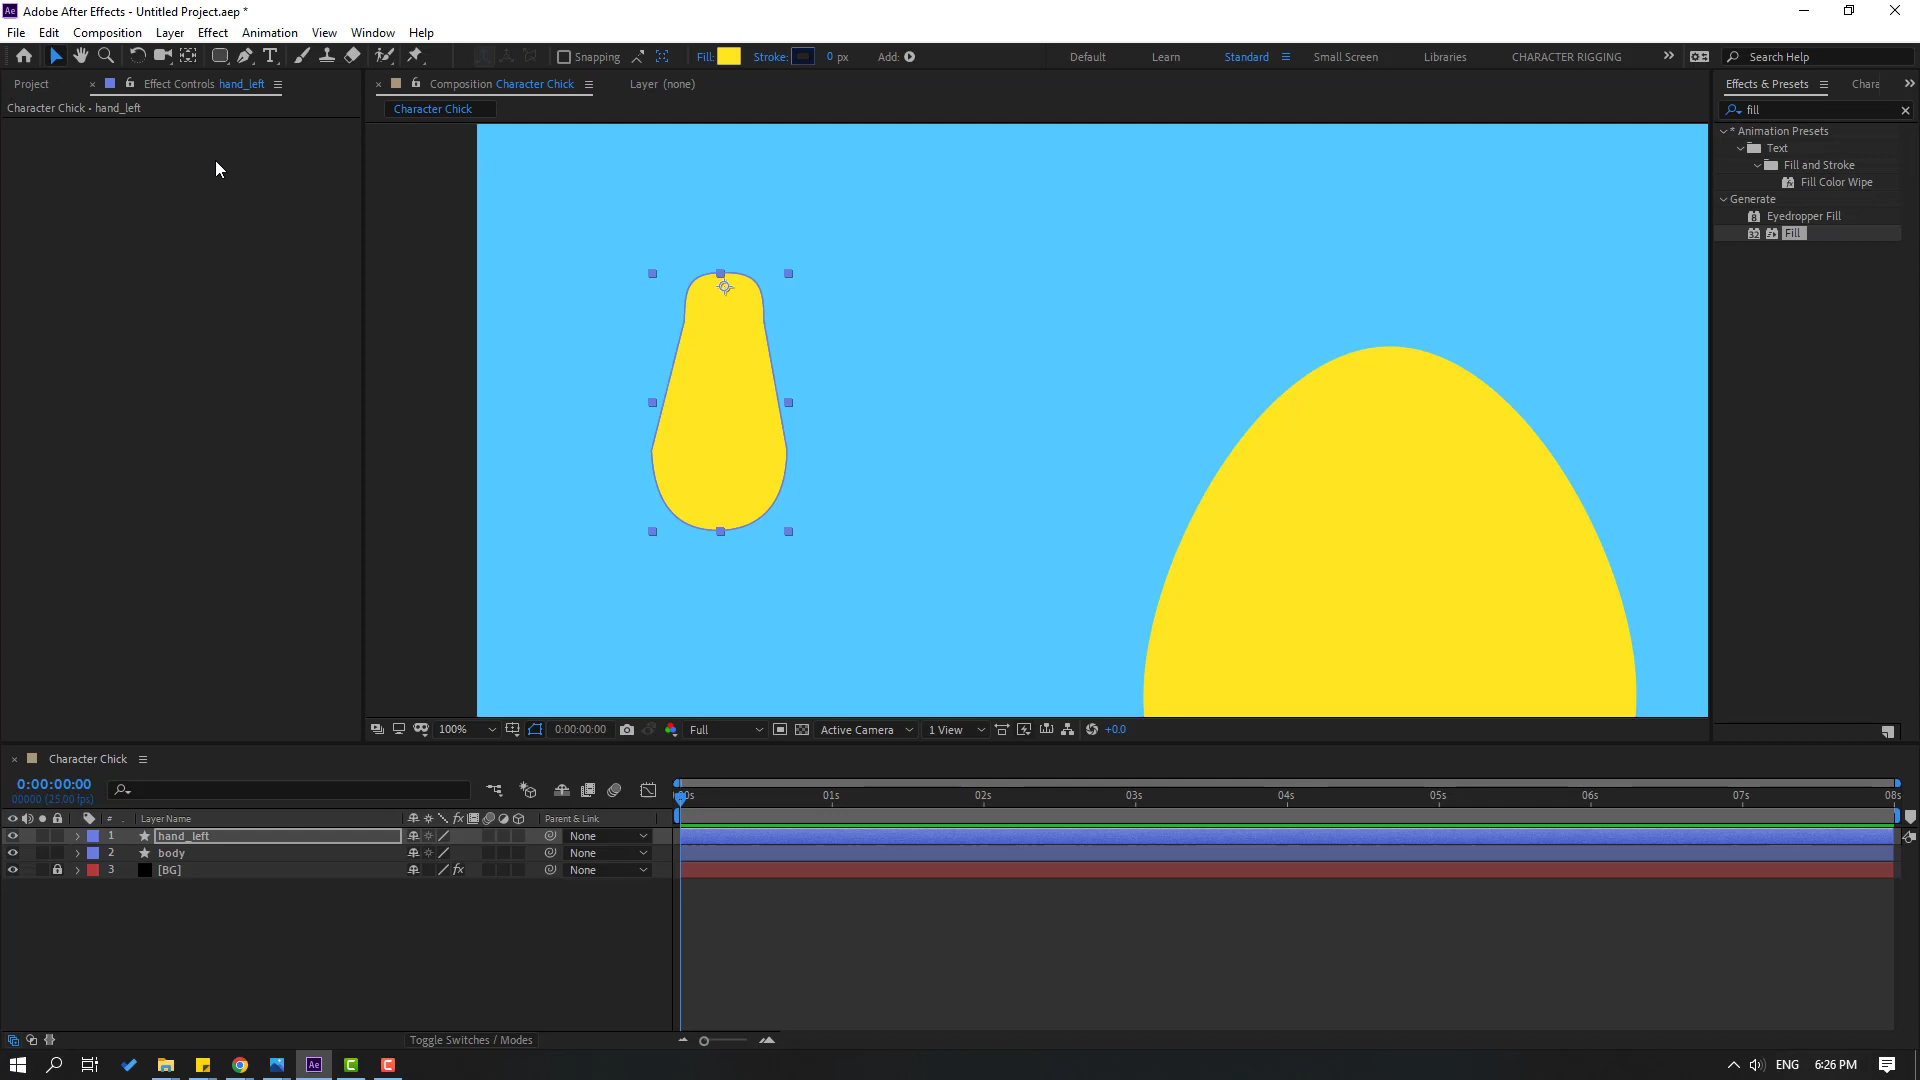 Adobe After Effects - Untitled Project.aep *
File Edit Composition Layer Effect Animation View Window Help
Snapping Fill: Stroke: 0 px Add: Default Learn Standard Small Screen Libraries CHARACTER RIGGING Search Help
Project Effect Controls hand_left Composition Character Chick Layer (none) Effects & Presets Chara
Character Chick • hand_left
Character Chick
fill
* Animation Presets
Text
Fill and Stroke
Fill Color Wipe
Generate
Eyedropper Fill
Fill
100% 0:00:00:00 Full Active Camera 1 View +0.0
Character Chick
0:00:00:00
00000 (25.00 fps)
00s 01s 02s 03s 04s 05s 06s 07s 08s
# Layer Name Parent & Link
1 hand_left None
2 body None
3 [BG] None
Toggle Switches / Modes
ENG 6:26 PM